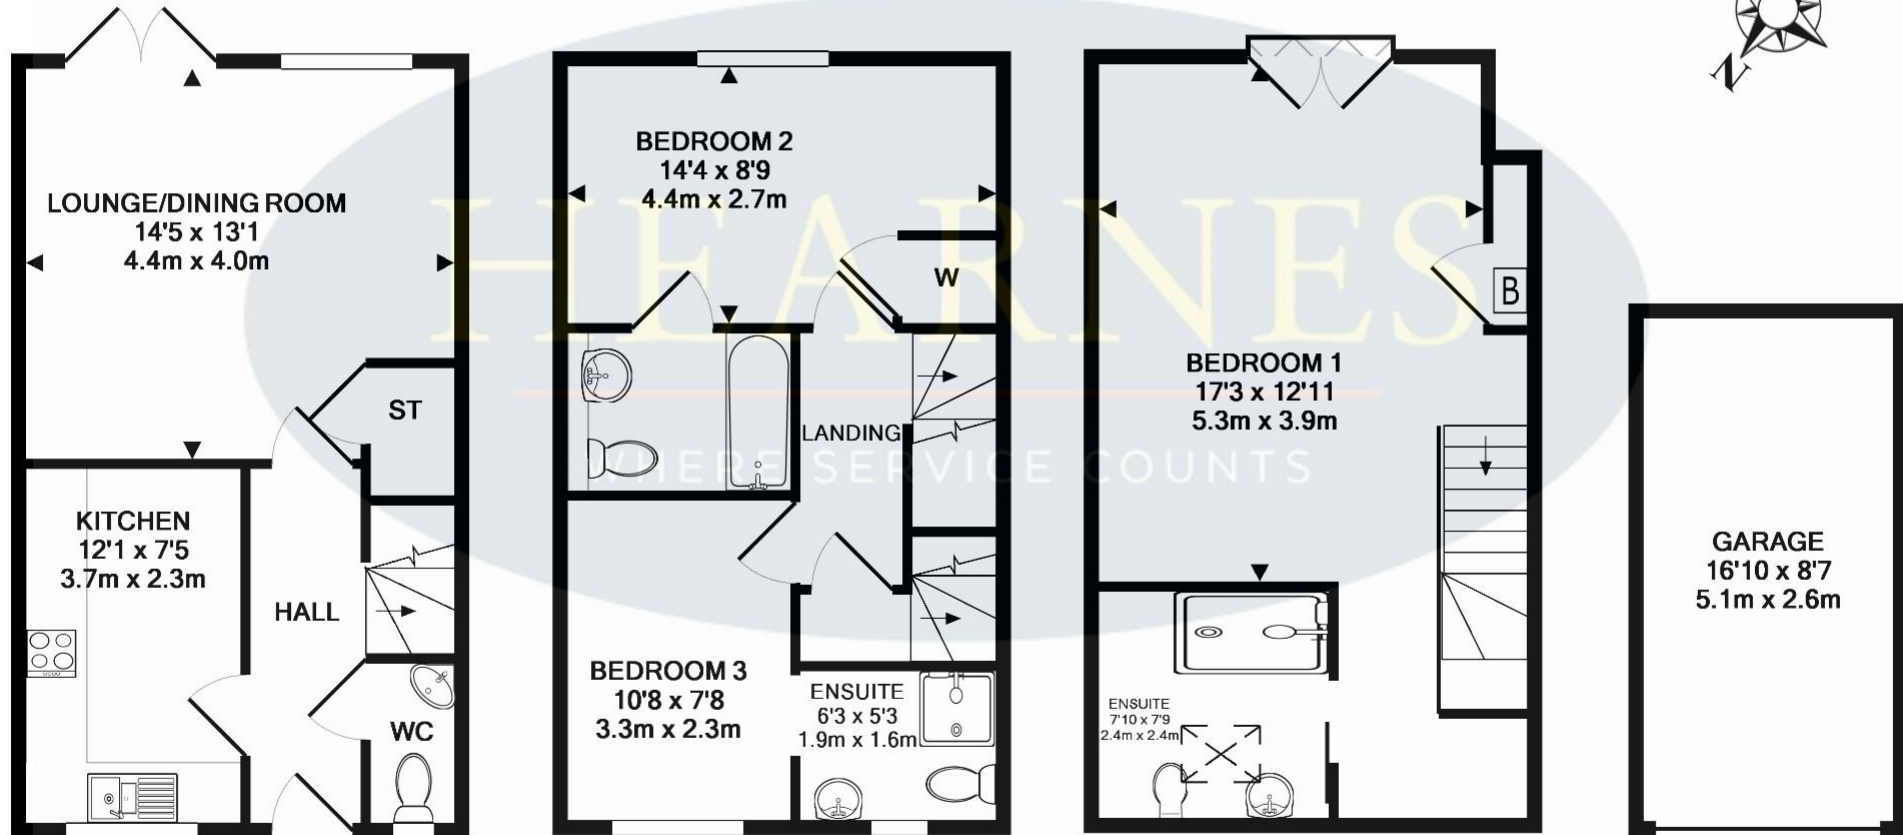 LOUNGE/DINING ROOM
14'5 x 13'1
4.4m x 4.0m
ST
KITCHEN
12'1 x 7'5
3.7m x 2.3m
HALL
WC
BEDROOM 2
14'4 x 8'9
4.4m x 2.7m
W
LANDING
BEDROOM 3
10'8 x 7'8
3.3m x 2.3m
ENSUITE
6'3 x 5'3
1.9m x 1.6m
BEDROOM 1
17'3 x 12'11
5.3m x 3.9m
B
ENSUITE
7'10 x 7'9
2.4m x 2.4m
GARAGE
16'10 x 8'7
5.1m x 2.6m
N
HEARNES
WHERE SERVICE COUNTS